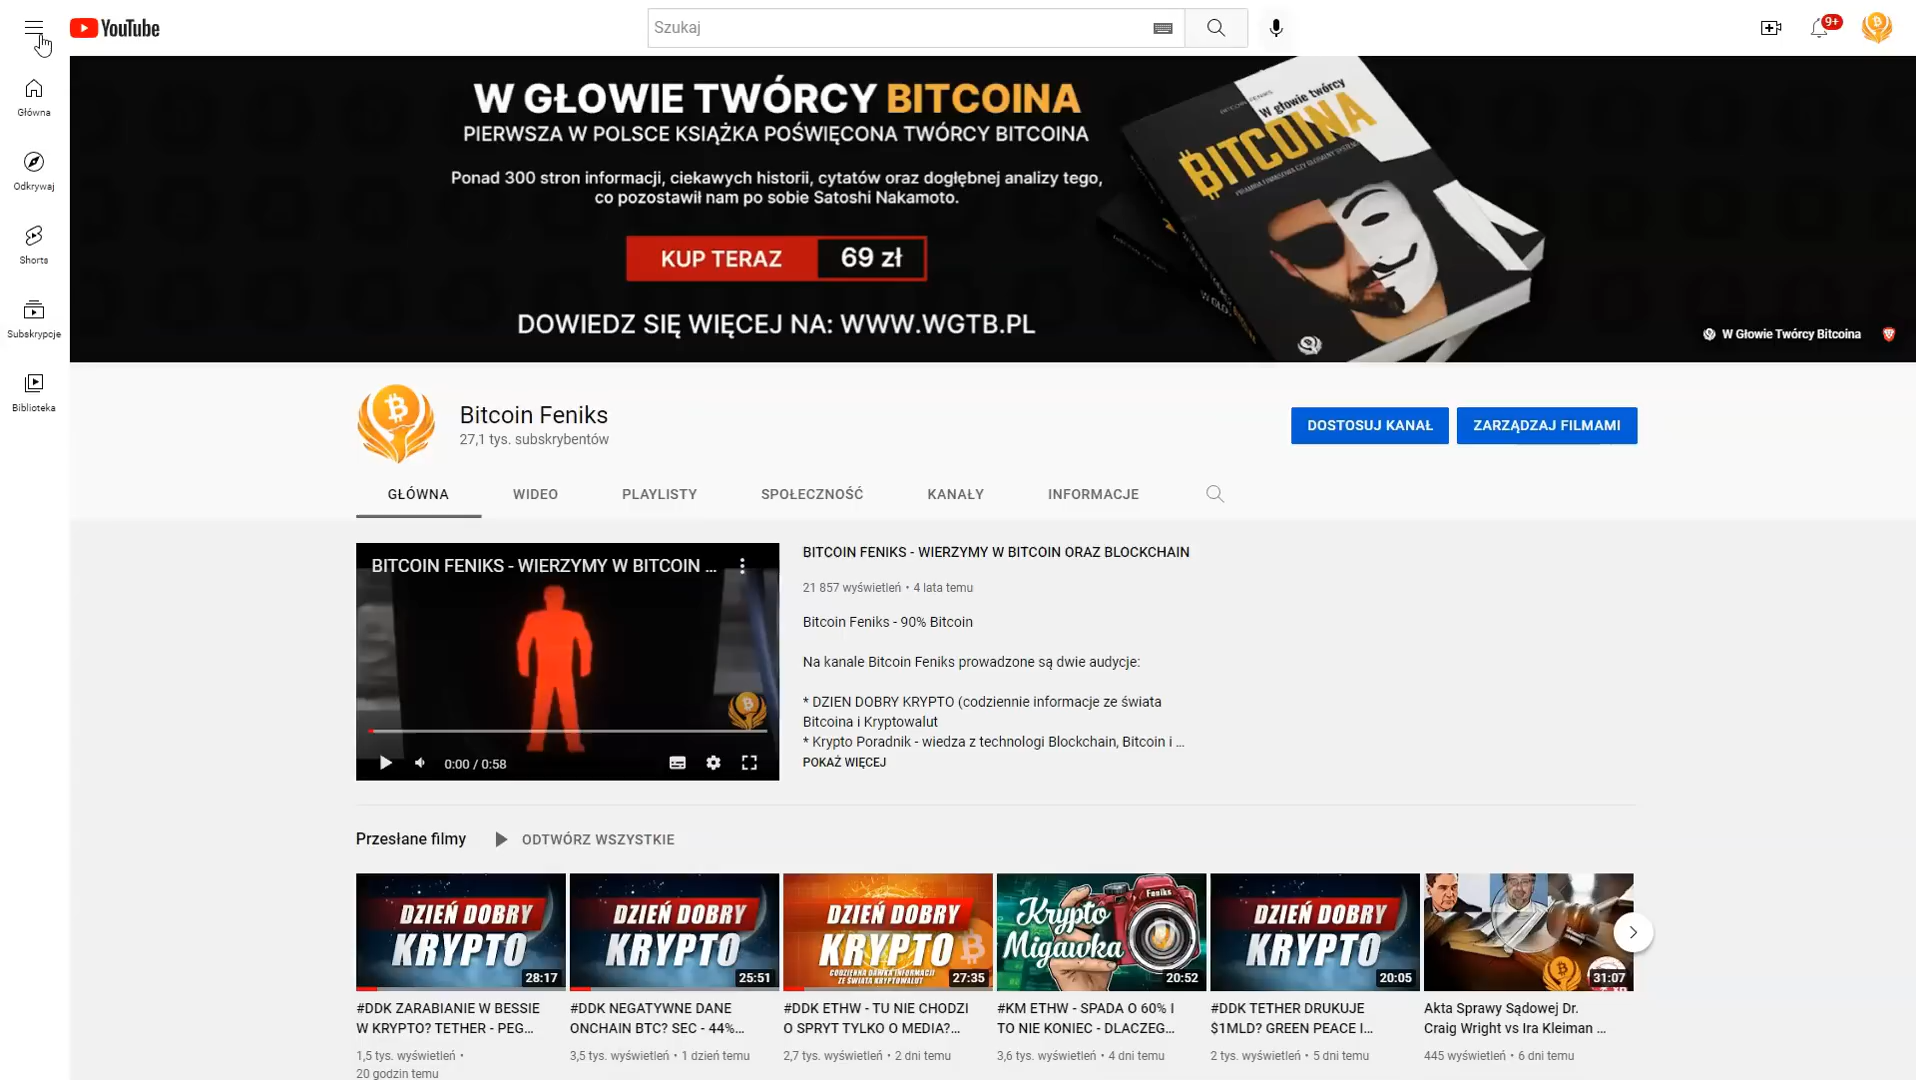 YouTube
Szukaj
9+
Główna
Odkrywaj
Shorts
Subskrypcje
Biblioteka
W GŁOWIE TWÓRCY BITCOINA
PIERWSZA W POLSCE KSIĄŻKA POŚWIĘCONA TWÓRCY BITCOINA
Ponad 300 stron informacji, ciekawych historii, cytatów oraz dogłębnej analizy tego,
co pozostawił nam po sobie Satoshi Nakamoto.
KUP TERAZ 69 zł
DOWIEDZ SIĘ WIĘCEJ NA: WWW.WGTB.PL
W głowie twórcy
BITCOINA
W Głowie Twórcy Bitcoina
Bitcoin Feniks
27,1 tys. subskrybentów
DOSTOSUJ KANAŁ
ZARZĄDZAJ FILMAMI
GŁÓWNA
WIDEO
PLAYLISTY
SPOŁECZNOŚĆ
KANAŁY
INFORMACJE
BITCOIN FENIKS - WIERZYMY W BITCOIN ...
0:00 / 0:58
BITCOIN FENIKS - WIERZYMY W BITCOIN ORAZ BLOCKCHAIN
21 857 wyświetleń • 4 lata temu
Bitcoin Feniks - 90% Bitcoin
Na kanale Bitcoin Feniks prowadzone są dwie audycje:
* DZIEN DOBRY KRYPTO (codziennie informacje ze świata
Bitcoina i Kryptowalut
* Krypto Poradnik - wiedza z technologi Blockchain, Bitcoin i ...
POKAŻ WIĘCEJ
Przesłane filmy
ODTWÓRZ WSZYSTKIE
DZIEŃ DOBRY
KRYPTO
28:17
#DDK ZARABIANIE W BESSIE
W KRYPTO? TETHER - PEG...
1,5 tys. wyświetleń •
20 godzin temu
DZIEŃ DOBRY
KRYPTO
25:51
#DDK NEGATYWNE DANE
ONCHAIN BTC? SEC - 44%...
3,5 tys. wyświetleń • 1 dzień temu
DZIEŃ DOBRY
KRYPTO
CODZIENNA DAWKA INFORMACJI
ZE ŚWIATA KRYPTOWALUT
27:35
#DDK ETHW - TU NIE CHODZI
O SPRYT TYLKO O MEDIA?...
2,7 tys. wyświetleń • 2 dni temu
Feniks
Krypto
Migawka
20:52
#KM ETHW - SPADA O 60% I
TO NIE KONIEC - DLACZEG...
3,6 tys. wyświetleń • 4 dni temu
DZIEŃ DOBRY
KRYPTO
20:05
#DDK TETHER DRUKUJE
$1MLD? GREEN PEACE I...
2 tys. wyświetleń • 5 dni temu
31:07
Akta Sprawy Sądowej Dr.
Craig Wright vs Ira Kleiman ...
445 wyświetleń • 6 dni temu